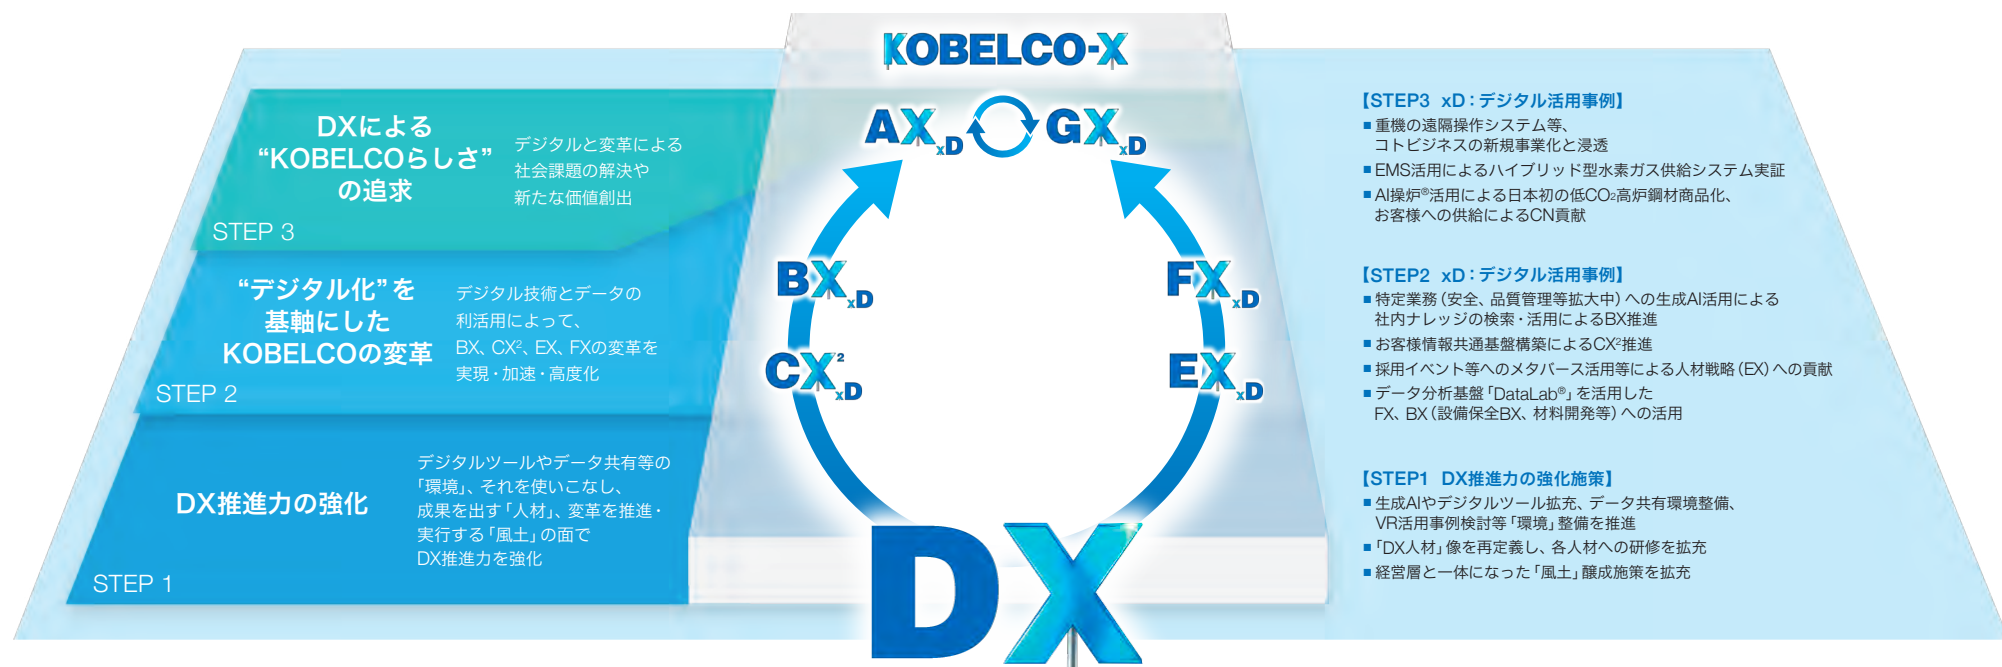 KOBELCO-X
AX xD
GX xD
BX xD
FX xD
CX² xD
EX xD
DX
DXによる
“KOBELCOらしさ”
の追求
デジタルと変革による
社会課題の解決や
新たな価値創出
STEP 3
“デジタル化”を
基軸にした
KOBELCOの変革
デジタル技術とデータの
利活用によって、
BX、CX²、EX、FXの変革を
実現・加速・高度化
STEP 2
DX推進力の強化
デジタルツールやデータ共有等の
「環境」、それを使いこなし、
成果を出す「人材」、変革を推進・
実行する「風土」の面で
DX推進力を強化
STEP 1
【STEP3 xD：デジタル活用事例】
■ 重機の遠隔操作システム等、
コトビジネスの新規事業化と浸透
■ EMS活用によるハイブリッド型水素ガス供給システム実証
■ AI操炉®活用による日本初の低CO₂高炉鋼材商品化、
お客様への供給によるCN貢献
【STEP2 xD：デジタル活用事例】
■ 特定業務（安全、品質管理等拡大中）への生成AI活用による
社内ナレッジの検索・活用によるBX推進
■ お客様情報共通基盤構築によるCX²推進
■ 採用イベント等へのメタバース活用等による人材戦略（EX）への貢献
■ データ分析基盤「DataLab®」を活用した
FX、BX（設備保全BX、材料開発等）への活用
【STEP1 DX推進力の強化施策】
■ 生成AIやデジタルツール拡充、データ共有環境整備、
VR活用事例検討等「環境」整備を推進
■ 「DX人材」像を再定義し、各人材への研修を拡充
■ 経営層と一体になった「風土」醸成施策を拡充